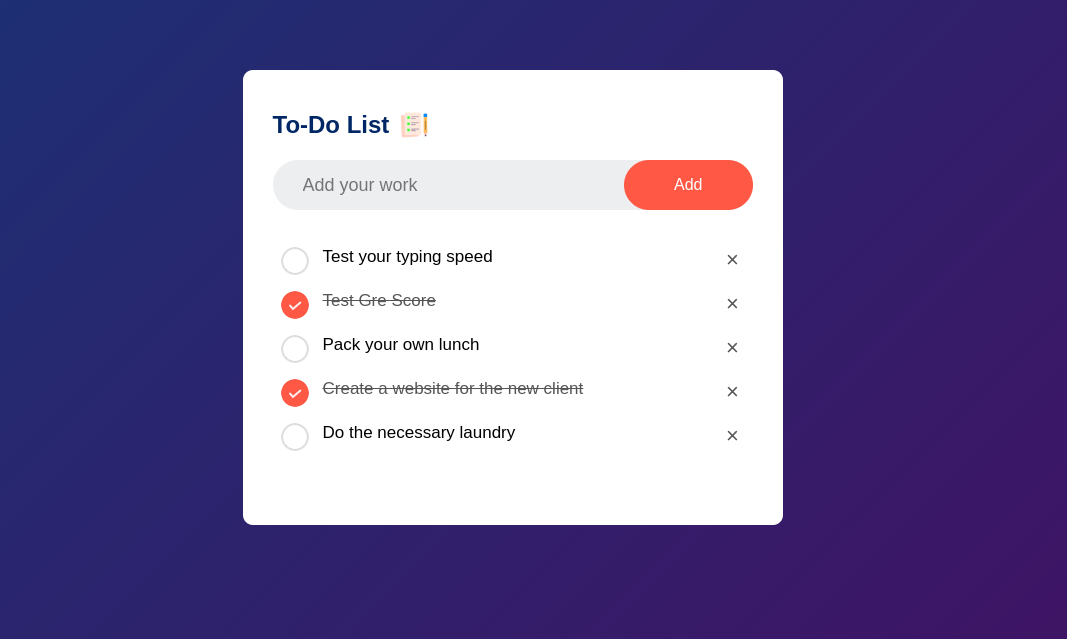 To-Do List
Add your work
Add
Test your typing speed
Test Gre Score
Pack your own lunch
Create a website for the new client
Do the necessary laundry